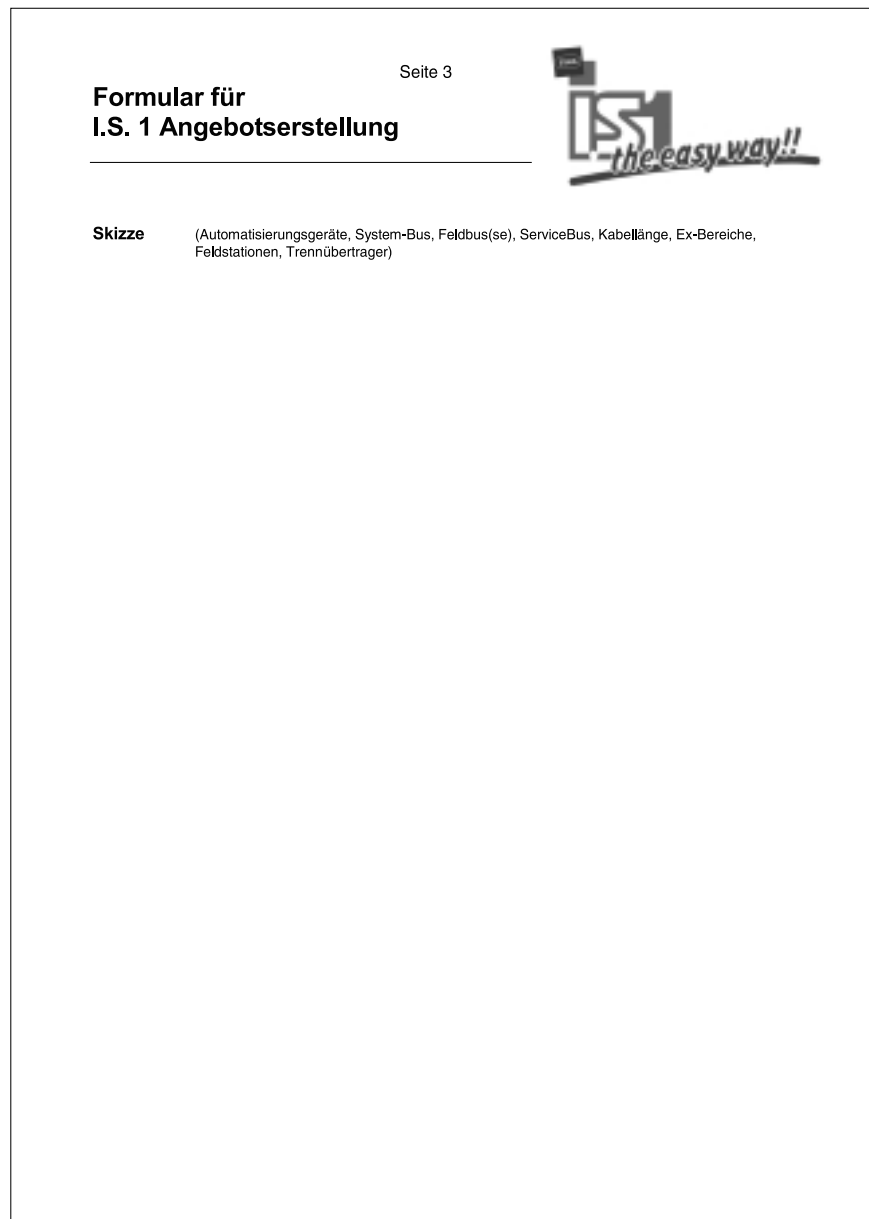 Seite 3
Formular für
I.S. 1 Angebotserstellung
IS1
the easy way!!
Skizze (Automatisierungsgeräte, System-Bus, Feldbus(se), ServiceBus, Kabellänge, Ex-Bereiche,
Feldstationen, Trennübertrager)